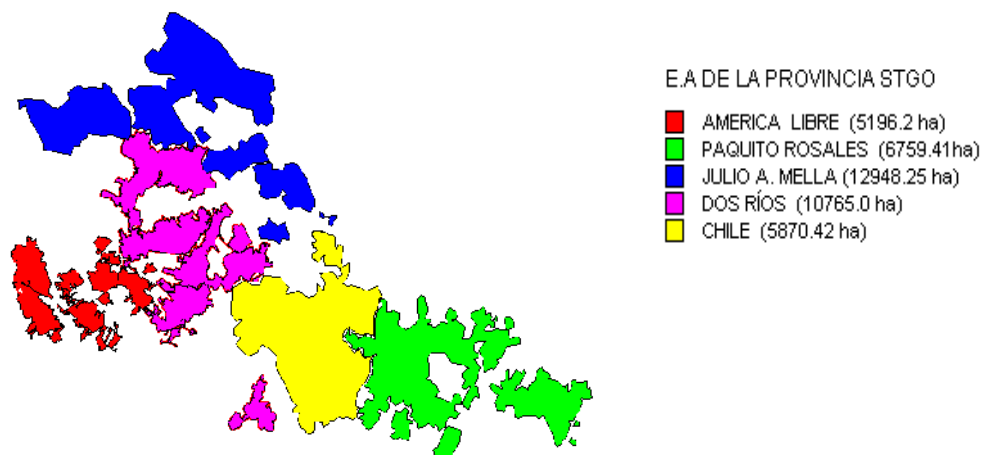 E.A DE LA PROVINCIA STGO
AMERICA LIBRE (5196.2 ha)
PAQUITO ROSALES (6759.41ha)
JULIO A. MELLA (12948.25 ha)
DOS RÍOS (10765.0 ha)
CHILE (5870.42 ha)